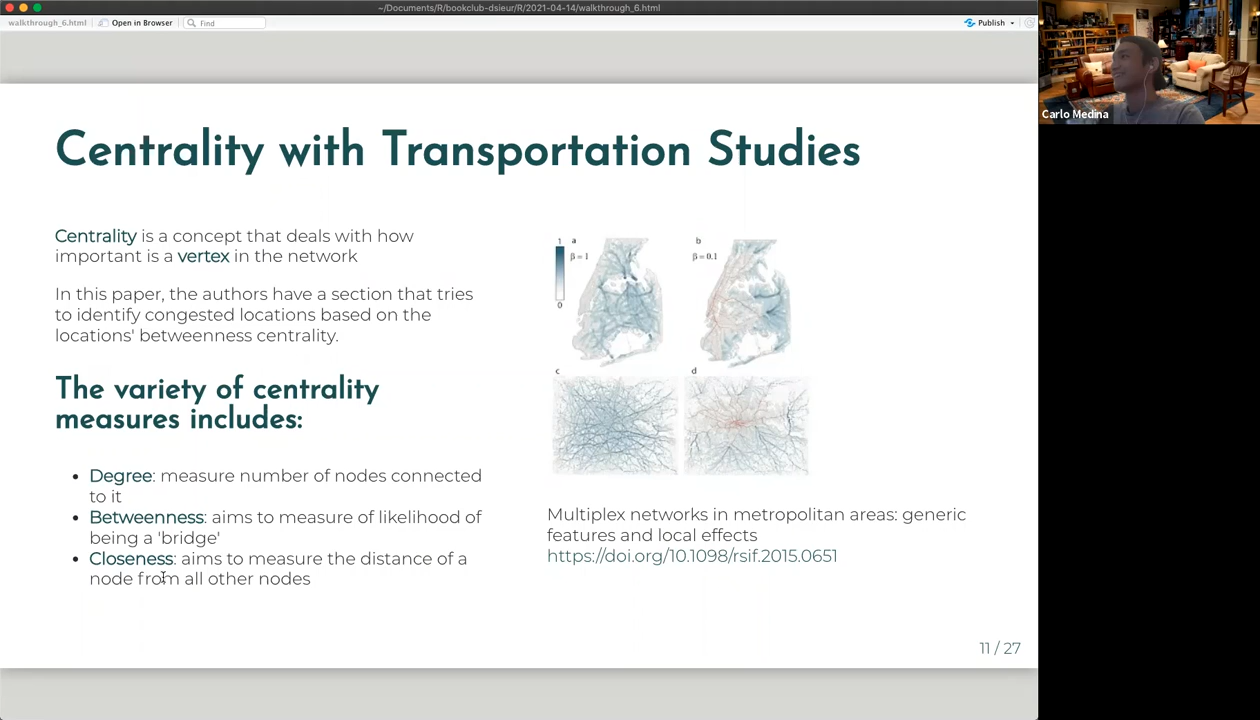 ~/Documents/R/bookclub-dsieur/R/2021-04-14/walkthrough_6.html
walkthrough_6.html
Open in Browser
Find
Publish
Carlo Medina
Centrality with Transportation Studies
Centrality is a concept that deals with how
important is a vertex in the network
In this paper, the authors have a section that tries
to identify congested locations based on the
locations' betweenness centrality.
The variety of centrality
measures includes:
• Degree: measure number of nodes connected
to it
• Betweenness: aims to measure of likelihood of
being a 'bridge'
• Closeness: aims to measure the distance of a
node from all other nodes
1
a
β = 1
0
b
β = 0.1
c
d
Multiplex networks in metropolitan areas: generic
features and local effects
https://doi.org/10.1098/rsif.2015.0651
11 / 27